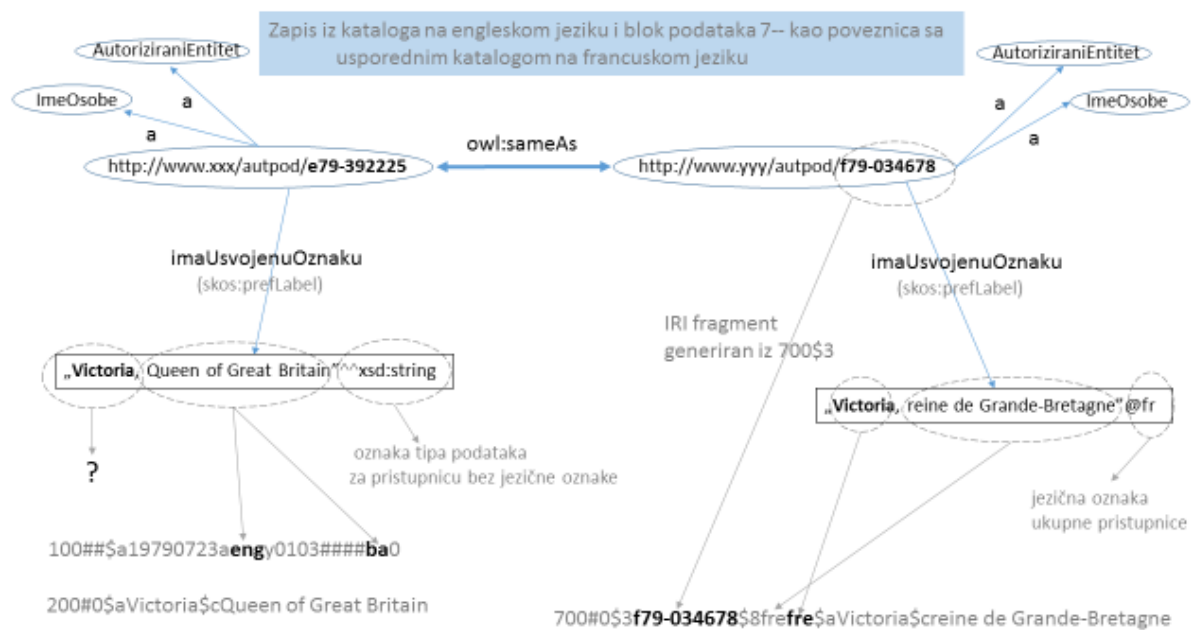 Zapis iz kataloga na engleskom jeziku i blok podataka 7-- kao poveznica sa
usporednim katalogom na francuskom jeziku
AutoriziraniEntitet
AutoriziraniEntitet
ImeOsobe
ImeOsobe
a
a
a
a
owl:sameAs
http://www.xxx/autpod/e79-392225
http://www.yyy/autpod/f79-034678
imaUsvojenuOznaku
(skos:prefLabel)
imaUsvojenuOznaku
(skos:prefLabel)
IRI fragment
generiran iz 700$3
„Victoria, Queen of Great Britain"^^xsd:string
„Victoria, reine de Grande-Bretagne"@fr
?
oznaka tipa podataka
za pristupnicu bez jezične oznake
jezična oznaka
ukupne pristupnice
100##$a19790723aengy0103####ba0
200#0$aVictoria$cQueen of Great Britain
700#0$3f79-034678$8frefre$aVictoria$creine de Grande-Bretagne